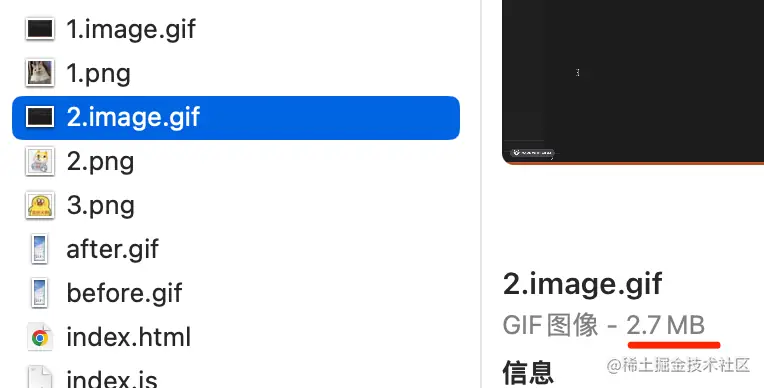 1.image.gif
1.png
2.image.gif
2.png
3.png
after.gif
before.gif
index.html
index.js
2.image.gif
GIF图像 - 2.7 MB
信息
@稀土掘金技术社区